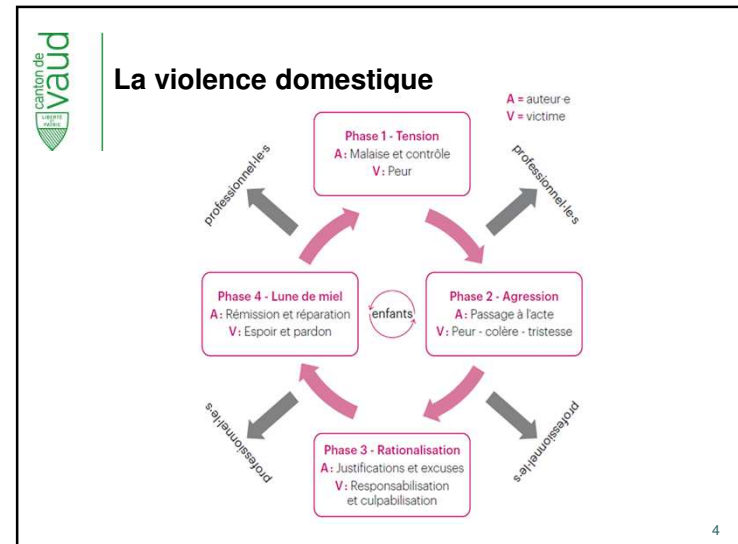 canton de
vaud
LIBERTÉ
ET
PATRIE
La violence domestique
A = auteur·e
V = victime
Phase 1 - Tension
A : Malaise et contrôle
V : Peur
professionnel·le·s
professionnel·le·s
Phase 4 - Lune de miel
A : Rémission et réparation
V : Espoir et pardon
enfants
Phase 2 - Agression
A : Passage à l'acte
V : Peur - colère - tristesse
professionnel·le·s
professionnel·le·s
Phase 3 - Rationalisation
A : Justifications et excuses
V : Responsabilisation
et culpabilisation
4